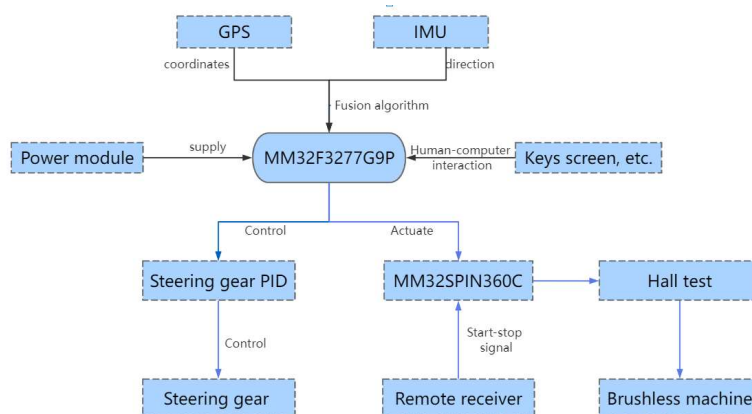 GPS
IMU
coordinates
direction
Fusion algorithm
Power module
supply
MM32F3277G9P
Human-computer
interaction
Keys screen, etc.
Control
Actuate
Steering gear PID
MM32SPIN360C
Hall test
Control
Start-stop
signal
Steering gear
Remote receiver
Brushless machine